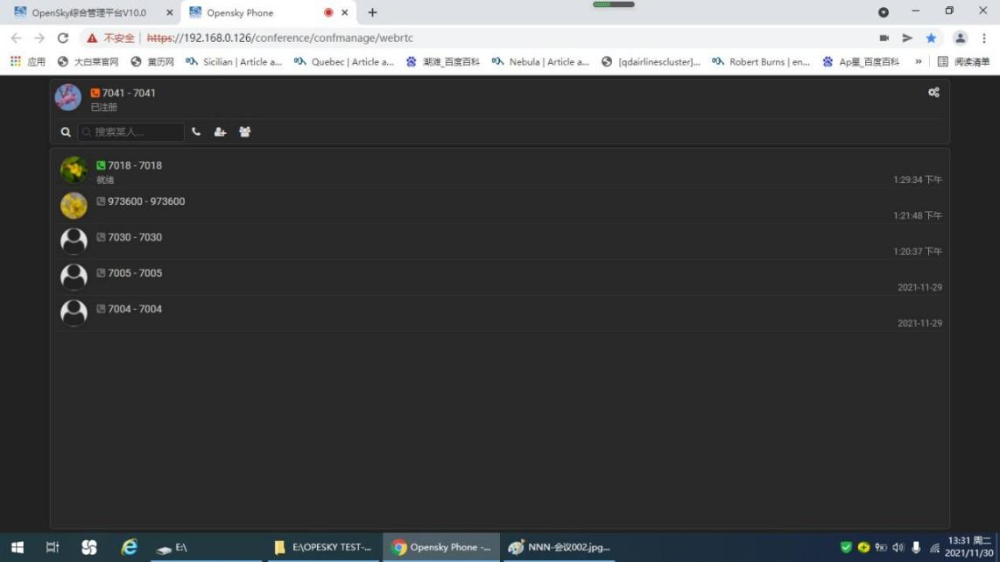 OpenSky综合管理平台V10.0
Opensky Phone
不安全 | https://192.168.0.126/conference/confmanage/webrtc
应用 大白菜官网 黄历网 Sicilian | Article a... Quebec | Article a... 潮滩_百度百科 Nebula | Article a... [qdairlinescluster]... Robert Burns | en... Ap星_百度百科 » 阅读清单
7041 - 7041
已注册
搜索某人...
7018 - 7018
就绪
1:29:34 下午
973600 - 973600
1:21:48 下午
7030 - 7030
1:20:37 下午
7005 - 7005
2021-11-29
7004 - 7004
2021-11-29
E:\ E:\OPESKY TEST-... Opensky Phone -... NNN-会议002.jpg...
13:31 周二
2021/11/30